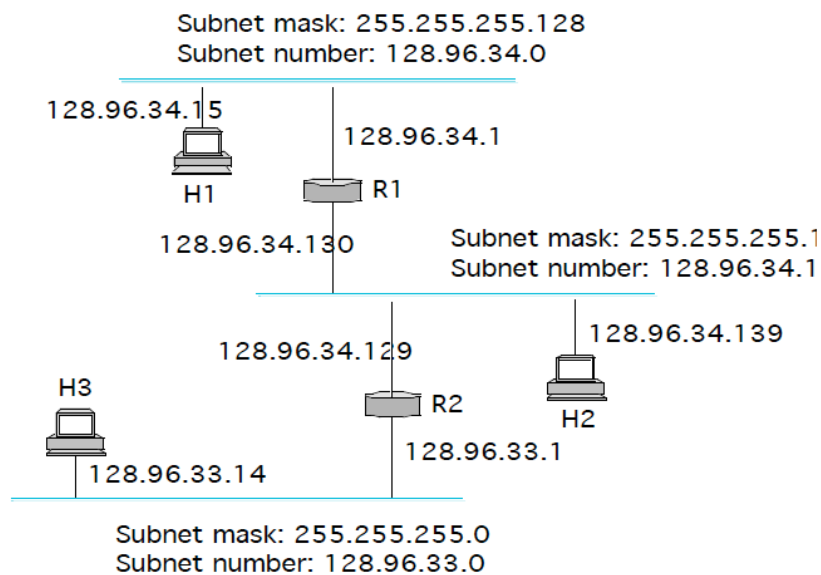 Subnet mask: 255.255.255.128
Subnet number: 128.96.34.0
128.96.34.15
128.96.34.1
H1
R1
128.96.34.130
Subnet mask: 255.255.255.1
Subnet number: 128.96.34.1
128.96.34.139
128.96.34.129
H3
R2
H2
128.96.33.1
128.96.33.14
Subnet mask: 255.255.255.0
Subnet number: 128.96.33.0